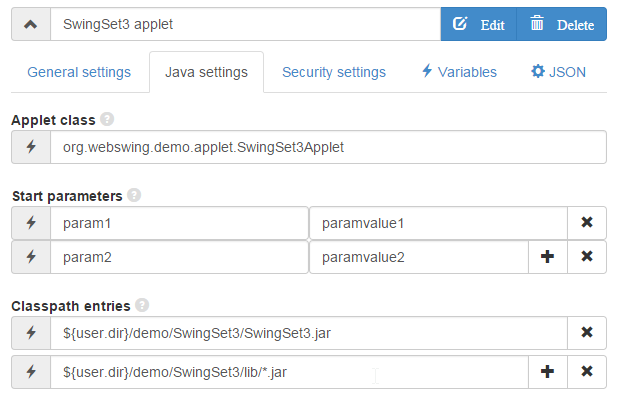 SwingSet3 applet Edit Delete
General settings Java settings Security settings Variables JSON
Applet class ?
org.webswing.demo.applet.SwingSet3Applet
Start parameters ?
param1 paramvalue1
param2 paramvalue2
Classpath entries ?
${user.dir}/demo/SwingSet3/SwingSet3.jar
${user.dir}/demo/SwingSet3/lib/*.jar